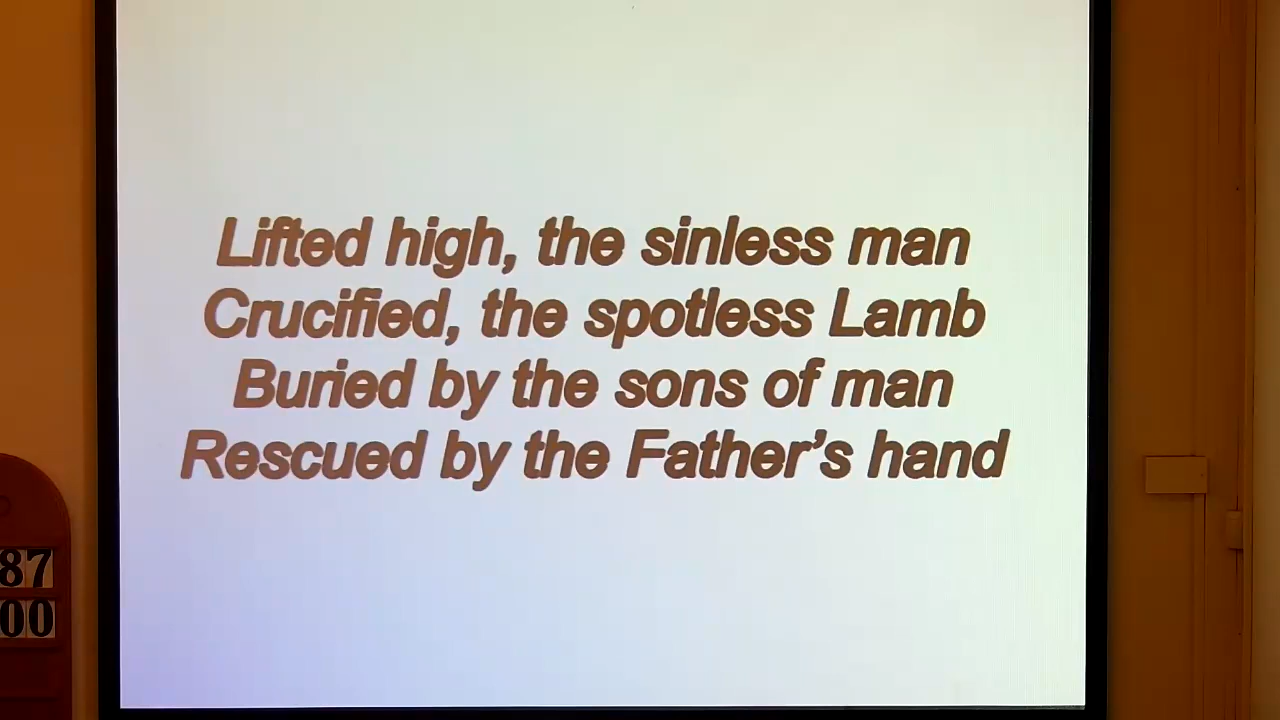 Lifted high, the sinless man
Crucified, the spotless Lamb
Buried by the sons of man
Rescued by the Father's hand
87
00